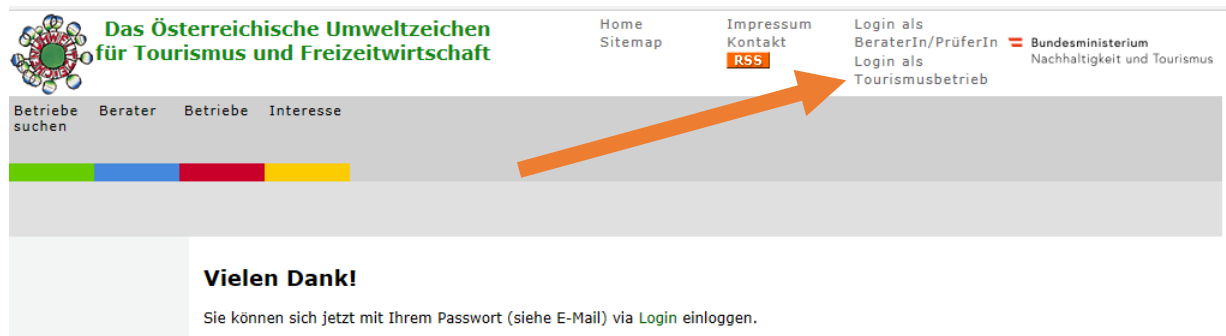 Das Österreichische Umweltzeichen
für Tourismus und Freizeitwirtschaft
Home
Sitemap
Impressum
Kontakt
RSS
Login als
BeraterIn/PrüferIn
Login als
Tourismusbetrieb
Bundesministerium
Nachhaltigkeit und Tourismus
Betriebe
suchen
Berater
Betriebe
Interesse
Vielen Dank!
Sie können sich jetzt mit Ihrem Passwort (siehe E-Mail) via Login einloggen.